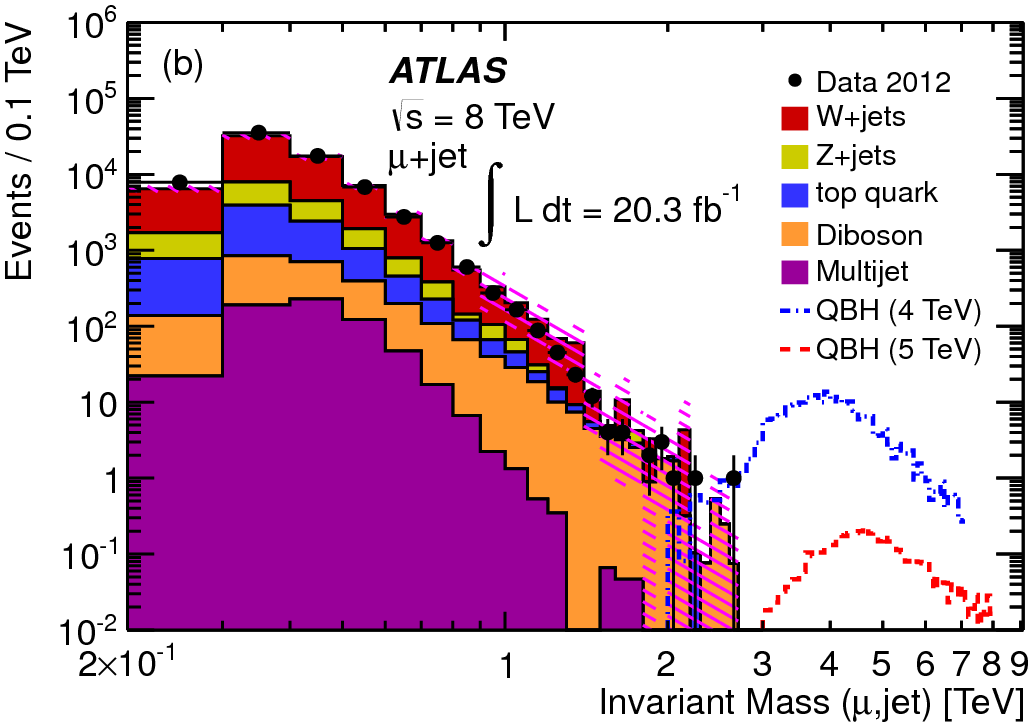 Events / 0.1 TeV
10^6
10^5
10^4
10^3
10^2
10
1
10^-1
10^-2
(b)
ATLAS
√s = 8 TeV
μ+jet
∫ L dt = 20.3 fb^-1
Data 2012
W+jets
Z+jets
top quark
Diboson
Multijet
QBH (4 TeV)
QBH (5 TeV)
2×10^-1 1 2 3 4 5 6 7 8 9
Invariant Mass (μ,jet) [TeV]